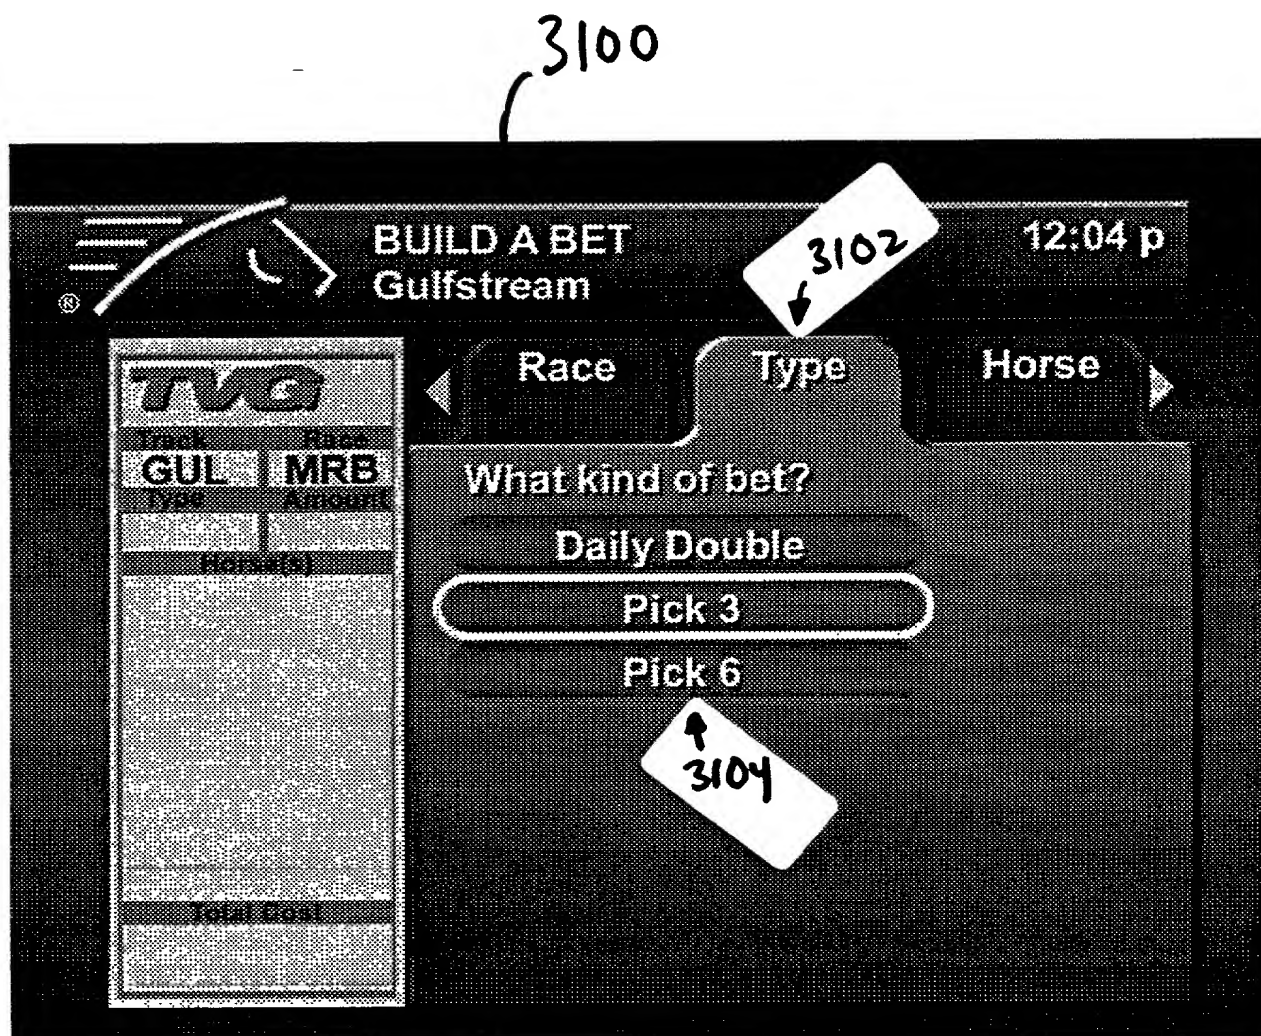 3100
BUILD A BET
Gulfstream
3102
12:04 p
®
Race Type Horse
TVG
Track Race
GUL MRB
Type Amount
Horse(s)
Total Cost
What kind of bet?
Daily Double
Pick 3
Pick 6
3104